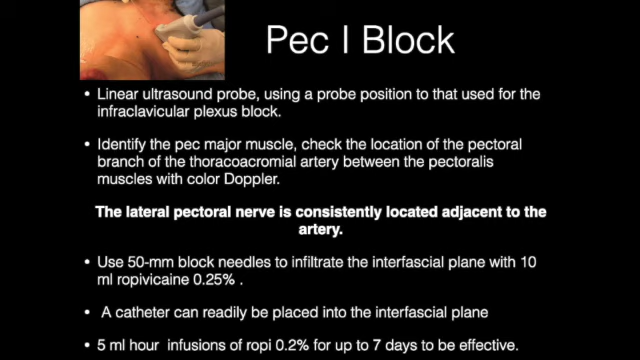 Pec I Block
• Linear ultrasound probe, using a probe position to that used for the
infraclavicular plexus block.
• Identify the pec major muscle, check the location of the pectoral
branch of the thoracoacromial artery between the pectoralis
muscles with color Doppler.
The lateral pectoral nerve is consistently located adjacent to the
artery.
• Use 50-mm block needles to infiltrate the interfascial plane with 10
ml ropivicaine 0.25% .
• A catheter can readily be placed into the interfascial plane
• 5 ml hour infusions of ropi 0.2% for up to 7 days to be effective.